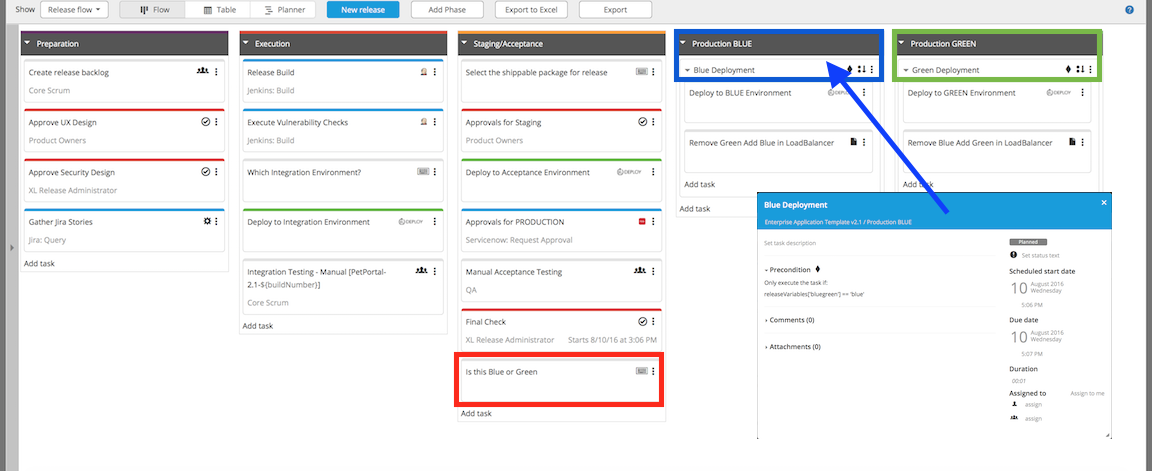 Show Release flow Flow Table Planner New release Add Phase Export to Excel Export ?
Preparation
Create release backlog
Core Scrum
Approve UX Design
Product Owners
Approve Security Design
XL Release Administrator
Gather Jira Stories
Jira: Query
Add task
Execution
Release Build
Jenkins: Build
Execute Vulnerability Checks
Jenkins: Build
Which Integration Environment?
Deploy to Integration Environment DEPLOY
Integration Testing - Manual [PetPortal-
2.1-${buildNumber}]
Core Scrum
Add task
Staging/Acceptance
Select the shippable package for release
Approvals for Staging
Product Owners
Deploy to Acceptance Environment DEPLOY
Approvals for PRODUCTION
Servicenow: Request Approval
Manual Acceptance Testing
QA
Final Check
XL Release Administrator Starts 8/10/16 at 3:06 PM
Is this Blue or Green
Add task
Production BLUE
Blue Deployment
Deploy to BLUE Environment
Remove Green Add Blue in LoadBalancer
Add task
Add task
Production GREEN
Green Deployment
Deploy to GREEN Environment DEPLOY
Remove Blue Add Green in LoadBalancer
Add task
Blue Deployment
Enterprise Application Template v2.1 / Production BLUE
Set task description
Precondition
Only execute the task if:
releaseVariables['bluegreen'] == 'blue'
Comments (0)
Attachments (0)
Planned
Set status text
Scheduled start date
10 August 2016
Wednesday
5:06 PM
Due date
10 August 2016
Wednesday
5:07 PM
Duration
00:01
Assigned to Assign to me
assign
assign